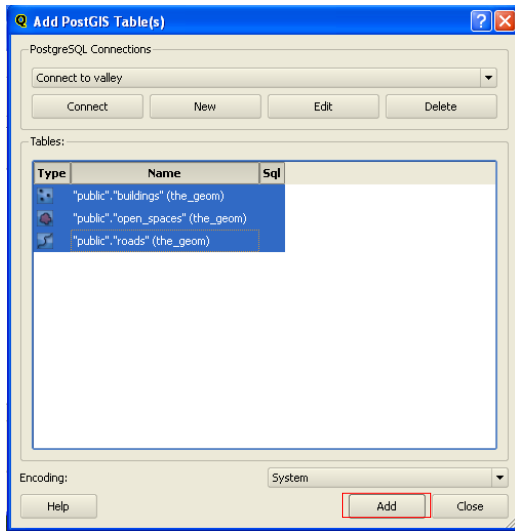 Add PostGIS Table(s)
PostgreSQL Connections
Connect to valley
Connect New Edit Delete
Tables:
Type Name Sql
"public"."buildings" (the_geom)
"public"."open_spaces" (the_geom)
"public"."roads" (the_geom)
Encoding: System
Help Add Close